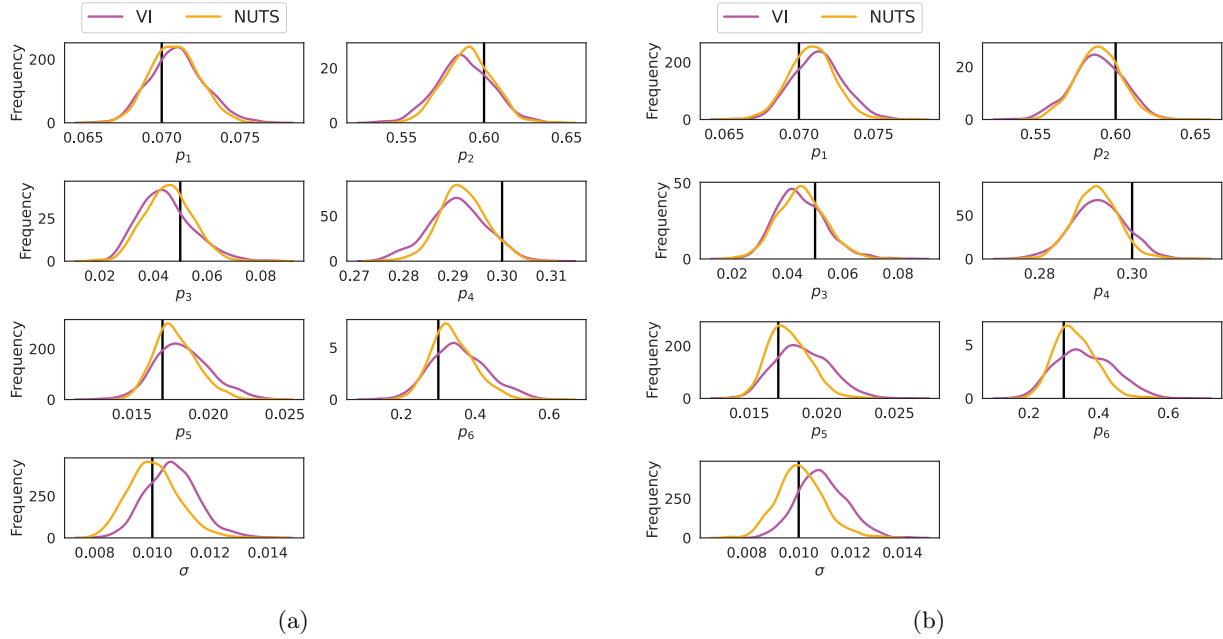 VI NUTS
Frequency
200
0
0.065 0.070 0.075
p1
20
0
0.55 0.60 0.65
p2
Frequency
25
0
0.02 0.04 0.06 0.08
p3
50
0
0.27 0.28 0.29 0.30 0.31
p4
Frequency
200
0
0.015 0.020 0.025
p5
5
0
0.2 0.4 0.6
p6
Frequency
250
0
0.008 0.010 0.012 0.014
σ
(a)
VI NUTS
Frequency
200
0
0.065 0.070 0.075
p1
20
0
0.55 0.60 0.65
p2
Frequency
50
0
0.02 0.04 0.06 0.08
p3
50
0
0.28 0.30
p4
Frequency
200
0
0.015 0.020 0.025
p5
5
0
0.2 0.4 0.6
p6
Frequency
250
0
0.008 0.010 0.012 0.014
σ
(b)